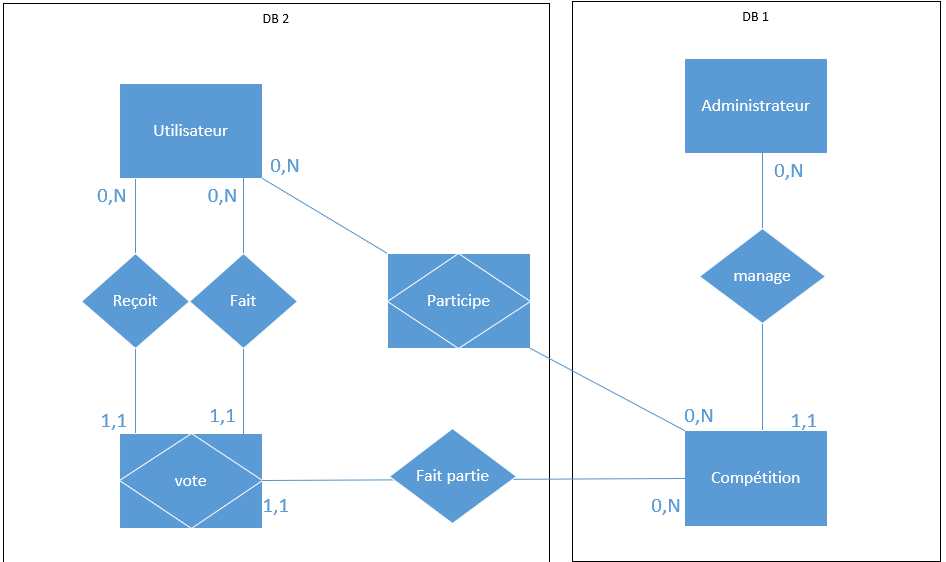 DB 2
DB 1
Administrateur
Utilisateur
0,N
0,N
0,N
0,N
Reçoit
Fait
Participe
manage
1,1
1,1
0,N
1,1
vote
Fait partie
Compétition
1,1
0,N